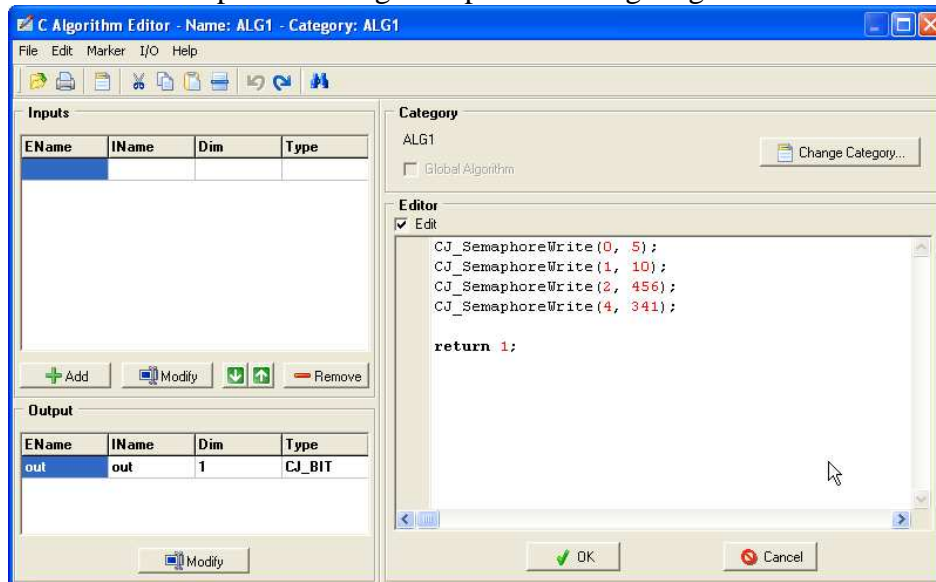 C Algorithm Editor - Name: ALG1 - Category: ALG1
File Edit Marker I/O Help
Inputs
EName IName Dim Type
Add Modify Remove
Output
EName IName Dim Type
out out 1 CJ_BIT
Modify
Category
ALG1
Change Category...
Global Algorithm
Editor
Edit
CJ_SemaphoreWrite(0, 5);
CJ_SemaphoreWrite(1, 10);
CJ_SemaphoreWrite(2, 456);
CJ_SemaphoreWrite(4, 341);
return 1;
OK Cancel